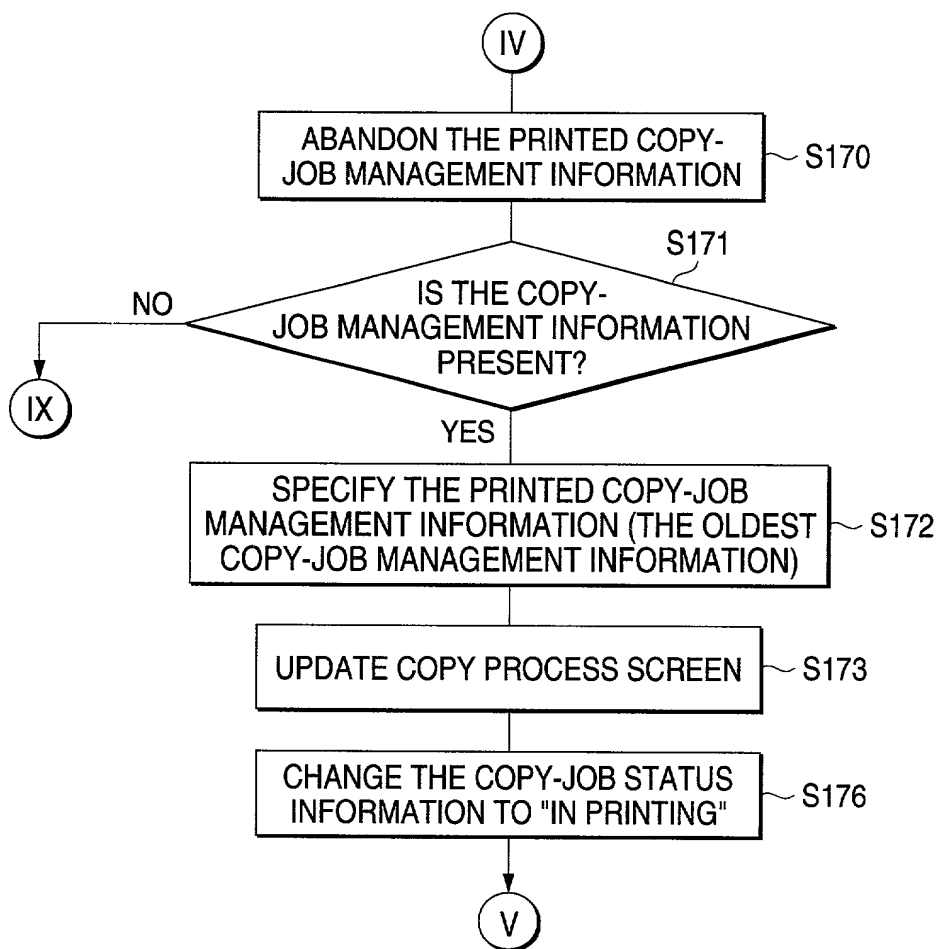 IV
ABANDON THE PRINTED COPY-
JOB MANAGEMENT INFORMATION
S170
S171
IS THE COPY-
JOB MANAGEMENT INFORMATION
PRESENT?
NO
IX
YES
SPECIFY THE PRINTED COPY-JOB
MANAGEMENT INFORMATION (THE OLDEST
COPY-JOB MANAGEMENT INFORMATION)
S172
UPDATE COPY PROCESS SCREEN
S173
CHANGE THE COPY-JOB STATUS
INFORMATION TO "IN PRINTING"
S176
V